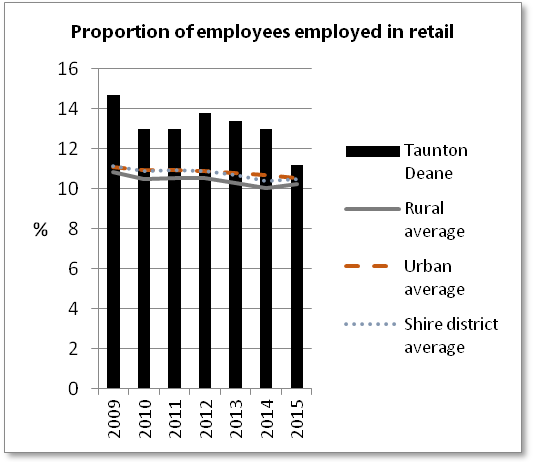 Proportion of employees employed in retail
16
14
12
10
8
6
4
2
0
%
2009
2010
2011
2012
2013
2014
2015
Taunton
Deane
Rural
average
Urban
average
Shire district
average